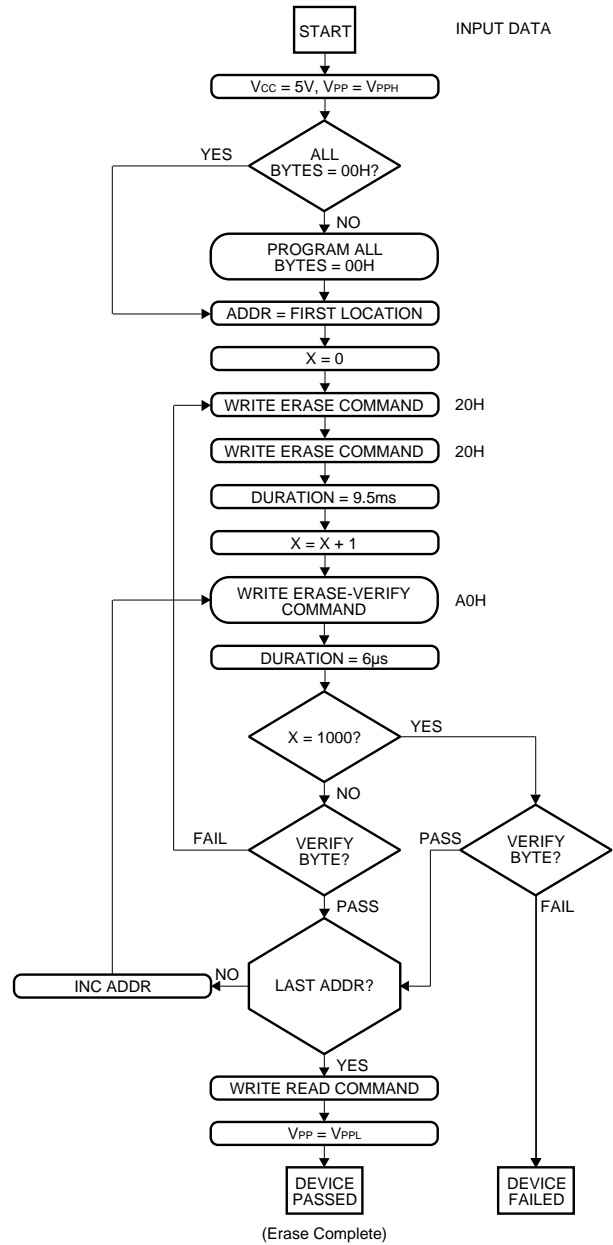 START
INPUT DATA
VCC = 5V, VPP = VPPH
YES
ALL
BYTES = 00H?
NO
PROGRAM ALL
BYTES = 00H
ADDR = FIRST LOCATION
X = 0
WRITE ERASE COMMAND
20H
WRITE ERASE COMMAND
20H
DURATION = 9.5ms
X = X + 1
WRITE ERASE-VERIFY
COMMAND
A0H
DURATION = 6µs
X = 1000?
YES
NO
FAIL
VERIFY
BYTE?
PASS
VERIFY
BYTE?
PASS
FAIL
INC ADDR
NO
LAST ADDR?
YES
WRITE READ COMMAND
VPP = VPPL
DEVICE
PASSED
DEVICE
FAILED
(Erase Complete)